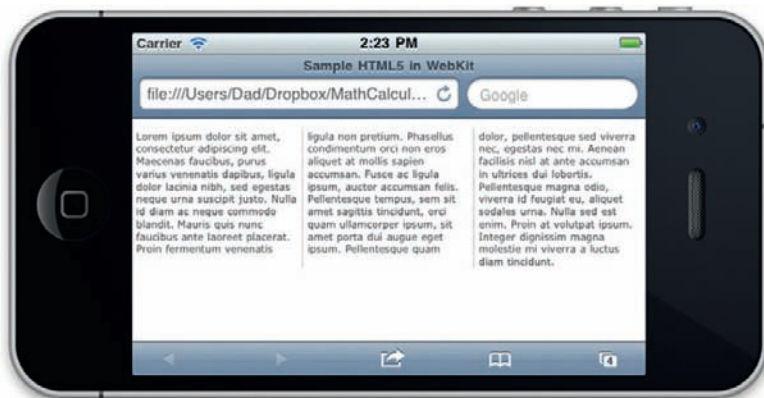 Carrier 2:23 PM
Sample HTML5 in WebKit
file:///Users/Dad/Dropbox/MathCalcul... Google
Lorem ipsum dolor sit amet,
consectetur adipiscing elit.
Maecenas faucibus, purus
varius venenatis dapibus, ligula
dolor lacinia nibh, sed egestas
neque urna suscipit justo. Nulla
id diam ac neque commodo
blandit. Mauris quis nunc
faucibus ante laoreet placerat.
Proin fermentum venenatis
ligula non pretium. Phasellus
condimentum orci non eros
aliquet at mollis sapien
accumsan. Fusce ac ligula
ipsum, auctor accumsan felis.
Pellentesque tempus, sem sit
amet sagittis tincidunt, orci
quam ullamcorper ipsum, sit
amet porta dui augue eget
ipsum. Pellentesque quam
dolor, pellentesque sed viverra
nec, egestas nec mi. Aenean
facilisis nisl at ante accumsan
in ultrices dui lobortis.
Pellentesque magna odio,
viverra id feugiat eu, aliquet
sodales urna. Nulla sed est
enim. Proin at volutpat ipsum.
Integer dignissim magna
molestie mi viverra a luctus
diam tincidunt.
4